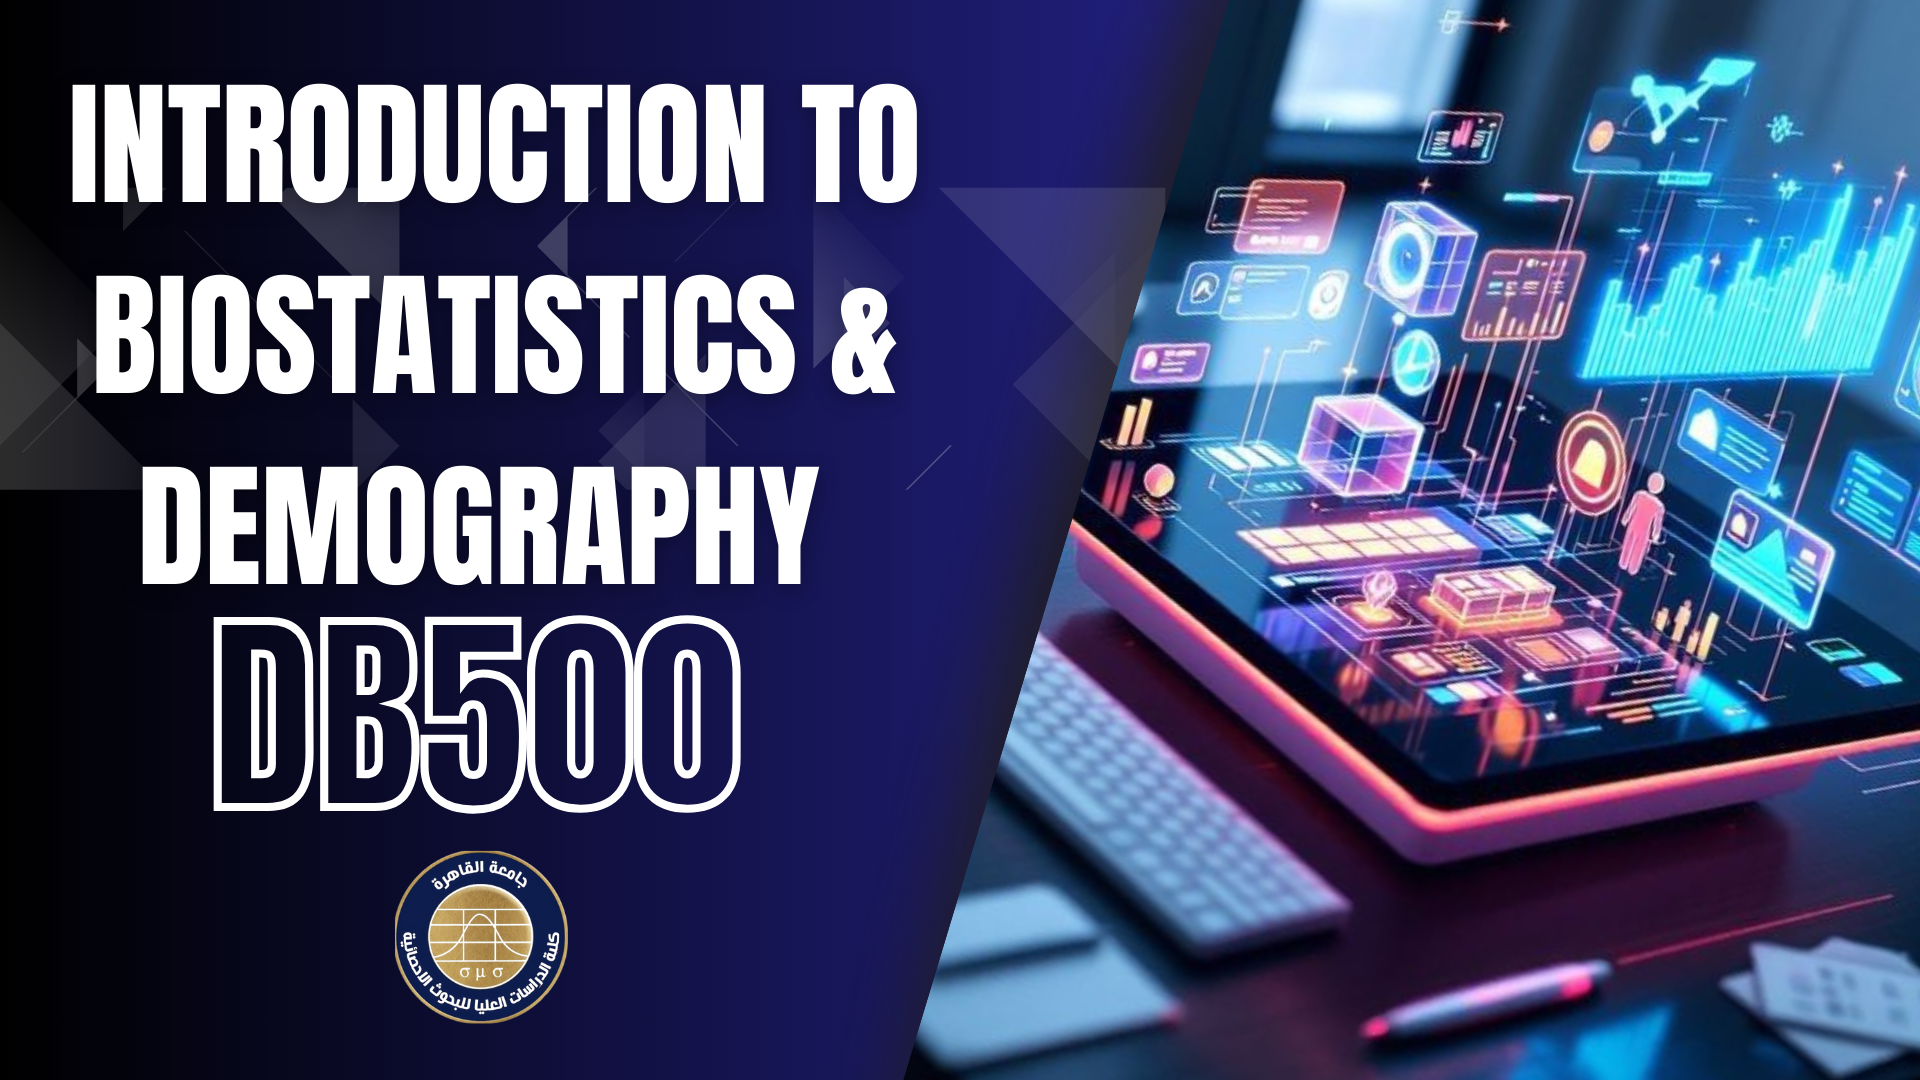 INTRODUCTION TO
BIOSTATISTICS &
DEMOGRAPHY
DB500
جامعة القاهرة
σ μ σ
كلية الدراسات العليا للبحوث الاحصائية